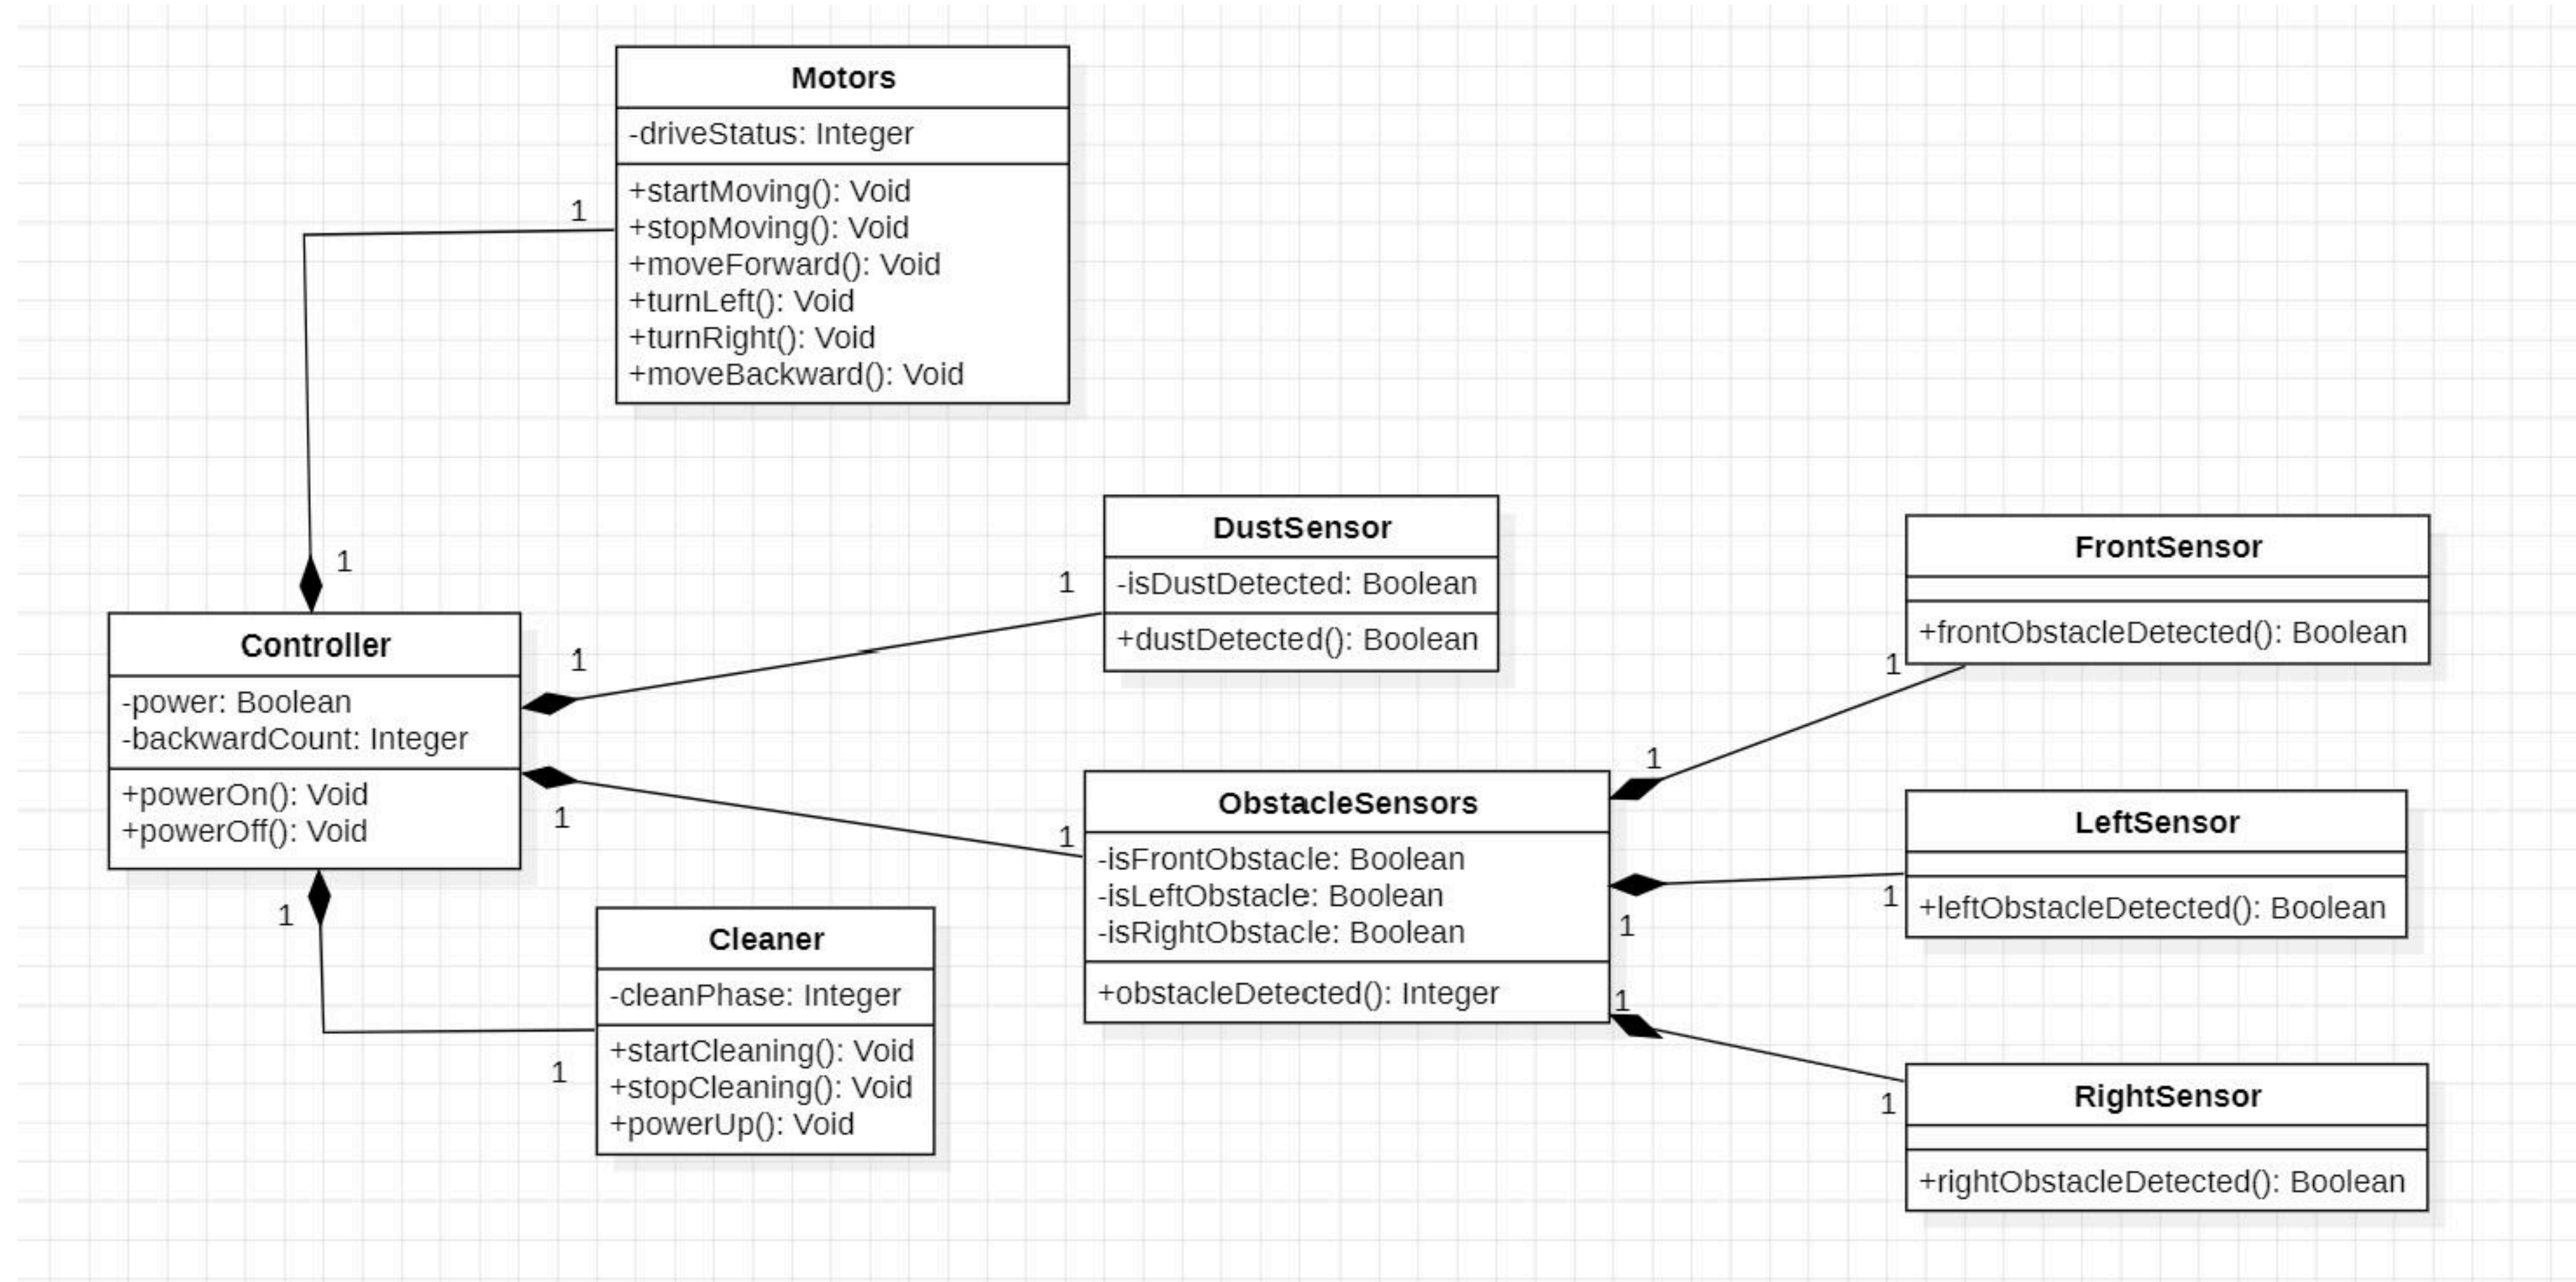 Motors
-driveStatus: Integer
+startMoving(): Void
+stopMoving(): Void
+moveForward(): Void
+turnLeft(): Void
+turnRight(): Void
+moveBackward(): Void
1
1
Controller
-power: Boolean
-backwardCount: Integer
+powerOn(): Void
+powerOff(): Void
1
1
1
1
DustSensor
-isDustDetected: Boolean
+dustDetected(): Boolean
1
1
Cleaner
-cleanPhase: Integer
+startCleaning(): Void
+stopCleaning(): Void
+powerUp(): Void
ObstacleSensors
-isFrontObstacle: Boolean
-isLeftObstacle: Boolean
-isRightObstacle: Boolean
+obstacleDetected(): Integer
1
1
FrontSensor
+frontObstacleDetected(): Boolean
1
1
LeftSensor
+leftObstacleDetected(): Boolean
1
1
RightSensor
+rightObstacleDetected(): Boolean